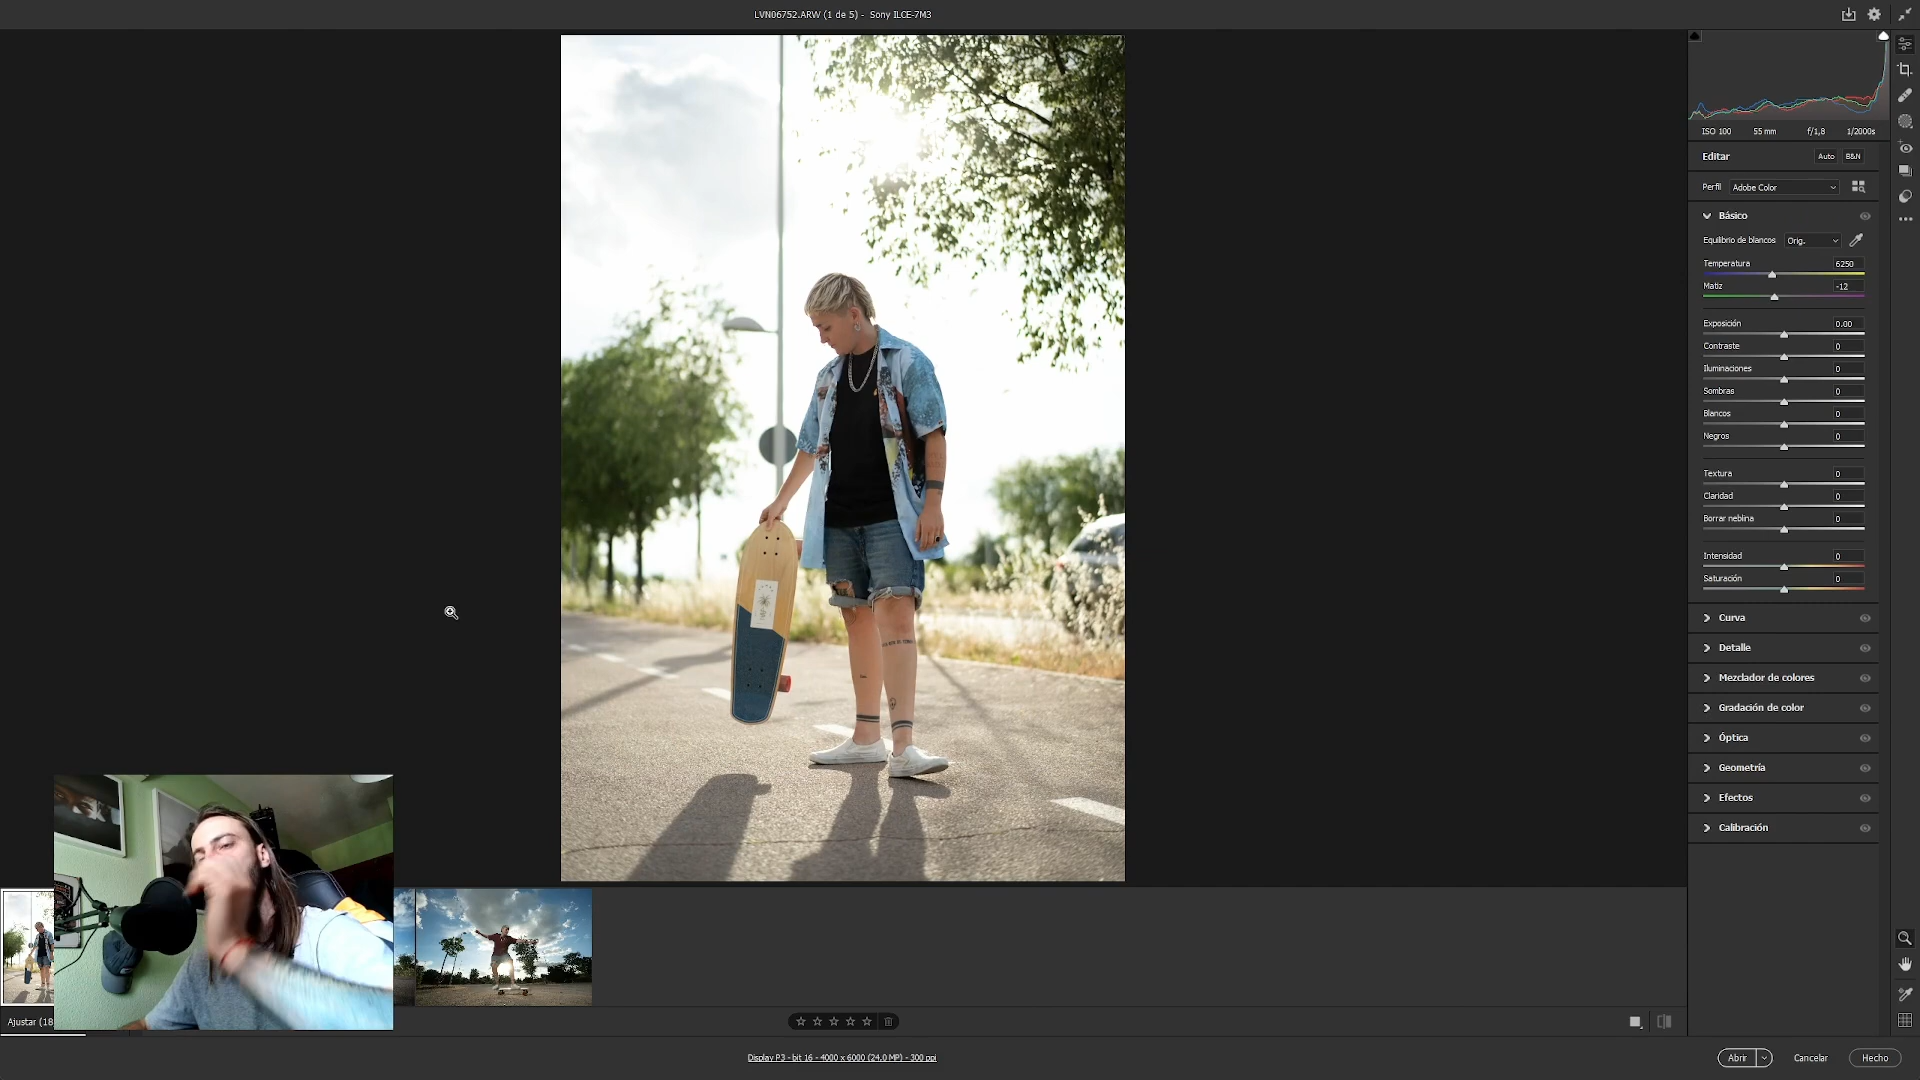 LVN06752.ARW (1 de 5) - Sony ILCE-7M3
ISO 100 55 mm f/1,8 1/2000s
Editar Auto B&N
Perfil Adobe Color
Básico
Equilibrio de blancos Orig.
Temperatura 6250
Matiz -12
Exposición 0.00
Contraste 0
Iluminaciones 0
Sombras 0
Blancos 0
Negros 0
Textura 0
Claridad 0
Borrar neblina 0
Intensidad 0
Saturación 0
Curva
Detalle
Mezclador de colores
Gradación de color
Óptica
Geometría
Efectos
Calibración
Ajustar (18
Display P3 - bit 16 - 4000 x 6000 (24.0 MP) - 300 ppi
Abrir Cancelar Hecho